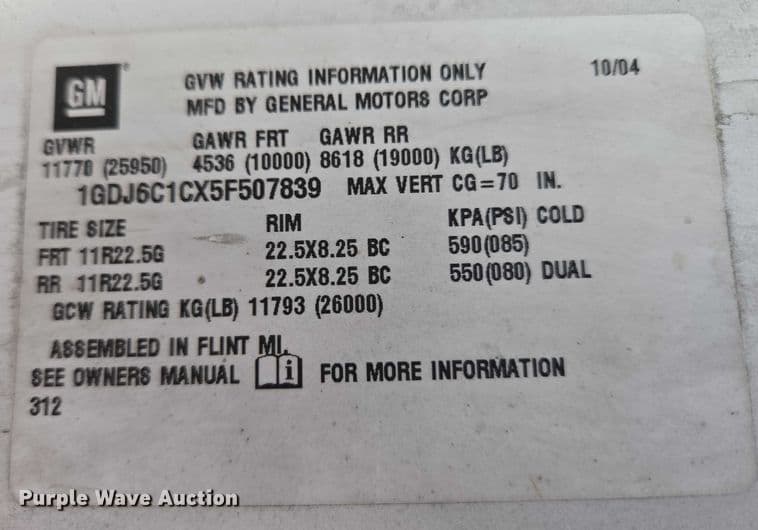 GM
GVW RATING INFORMATION ONLY 10/04
MFD BY GENERAL MOTORS CORP
GVWR GAWR FRT GAWR RR
11770 (25950) 4536 (10000) 8618 (19000) KG(LB)
1GDJ6C1CX5F507839 MAX VERT CG=70 IN.
TIRE SIZE RIM KPA(PSI) COLD
FRT 11R22.5G 22.5X8.25 BC 590(085)
RR 11R22.5G 22.5X8.25 BC 550(080) DUAL
GCW RATING KG(LB) 11793 (26000)
ASSEMBLED IN FLINT MI.
SEE OWNERS MANUAL i FOR MORE INFORMATION
312
Purple Wave Auction